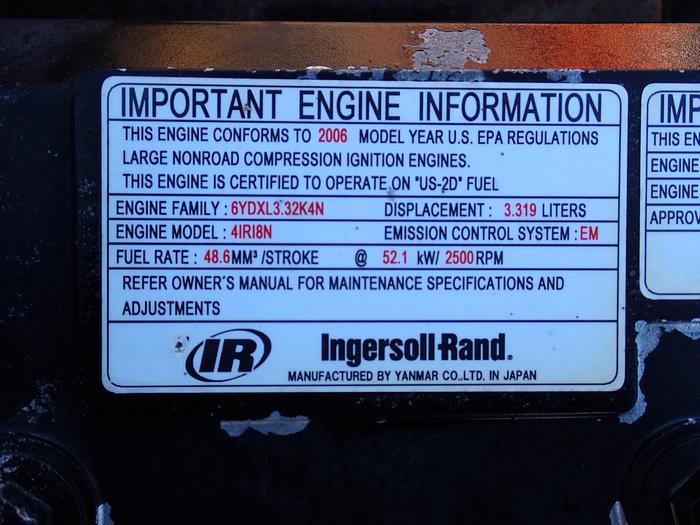 IMPORTANT ENGINE INFORMATION
THIS ENGINE CONFORMS TO 2006 MODEL YEAR U.S. EPA REGULATIONS
LARGE NONROAD COMPRESSION IGNITION ENGINES.
THIS ENGINE IS CERTIFIED TO OPERATE ON "US-2D" FUEL
ENGINE FAMILY : 6YDXL3.32K4N DISPLACEMENT : 3.319 LITERS
ENGINE MODEL : 4IRI8N EMISSION CONTROL SYSTEM : EM
FUEL RATE : 48.6MM³ /STROKE @ 52.1 kW/ 2500RPM
REFER OWNER'S MANUAL FOR MAINTENANCE SPECIFICATIONS AND
ADJUSTMENTS
IR Ingersoll-Rand.
MANUFACTURED BY YANMAR CO.,LTD. IN JAPAN
THIS
ENGINE
ENGINE